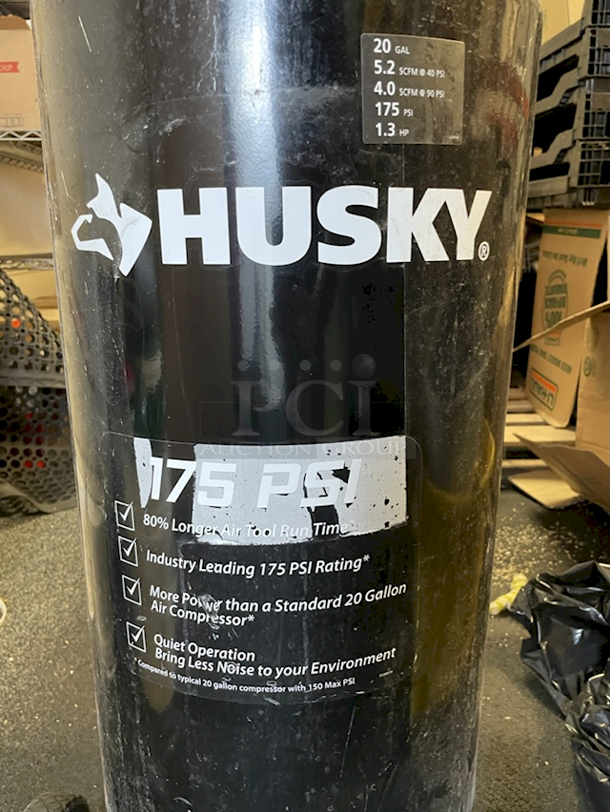 20 GAL
5.2 SCFM @ 40 PSI
4.0 SCFM @ 90 PSI
175 PSI
1.3 HP
HUSKY®
PCI
AUCTION GROUP
175 PSI
80% Longer Air Tool Run Time
Industry Leading 175 PSI Rating*
More Power than a Standard 20 Gallon
Air Compressor*
Quiet Operation
Bring Less Noise to your Environment
*Compared to typical 20 gallon compressor with 150 Max PSI